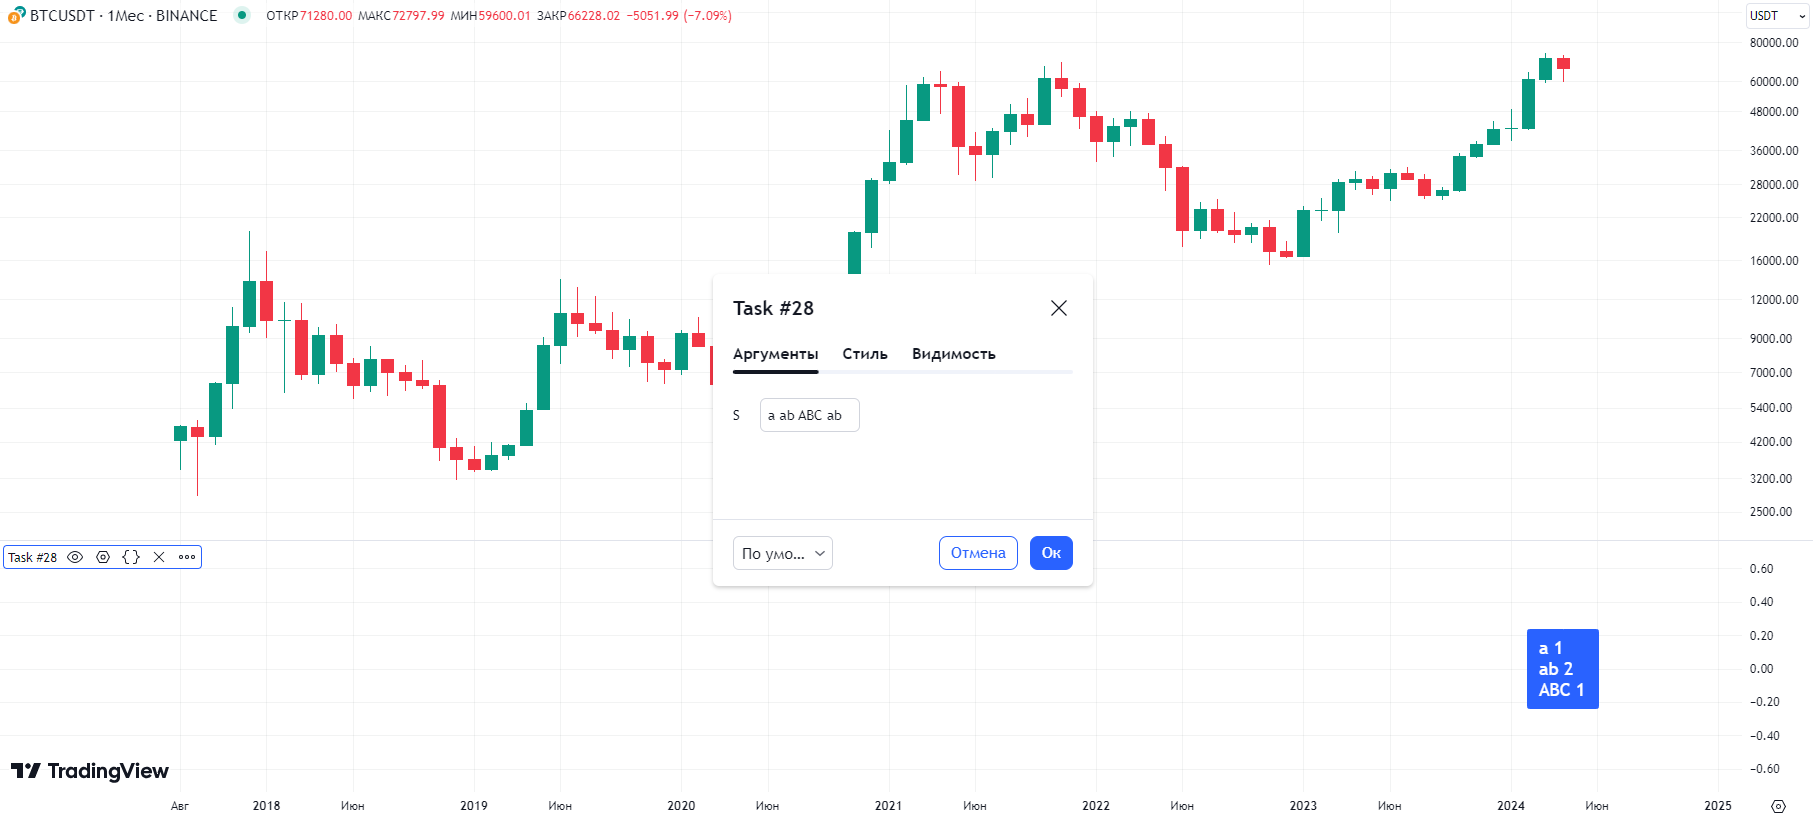 BTCUSDT · 1Мес · BINANCE ОТКР71280.00 МАКС72797.99 МИН59600.01 ЗАКР66228.02 −5051.99 (−7.09%)
USDT
80000.00
60000.00
48000.00
36000.00
28000.00
22000.00
16000.00
12000.00
9000.00
7000.00
5400.00
4200.00
3200.00
2500.00
Task #28
Аргументы Стиль Видимость
S a ab ABC ab
По умо... Отмена Ок
Task #28
0.60
0.40
0.20
0.00
−0.20
−0.40
−0.60
a 1
ab 2
ABC 1
TradingView
Авг 2018 Июн 2019 Июн 2020 Июн 2021 Июн 2022 Июн 2023 Июн 2024 Июн 2025